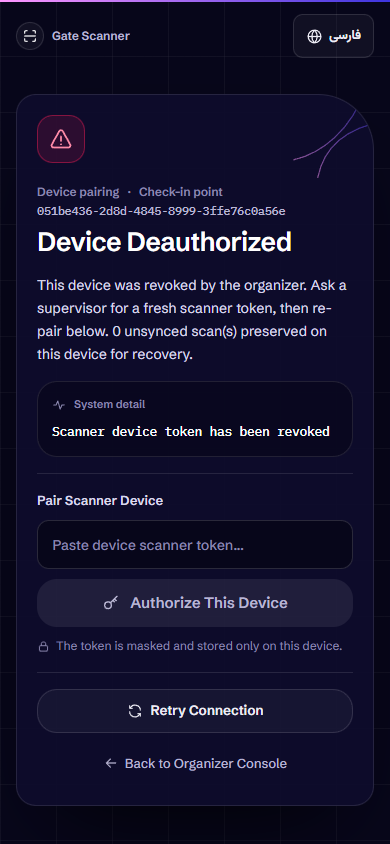 Gate Scanner
فارسی
Device pairing · Check-in point
051be436-2d8d-4845-8999-3ffe76c0a56e
Device Deauthorized
This device was revoked by the organizer. Ask a
supervisor for a fresh scanner token, then re-
pair below. 0 unsynced scan(s) preserved on
this device for recovery.
System detail
Scanner device token has been revoked
Pair Scanner Device
Paste device scanner token...
Authorize This Device
The token is masked and stored only on this device.
Retry Connection
Back to Organizer Console